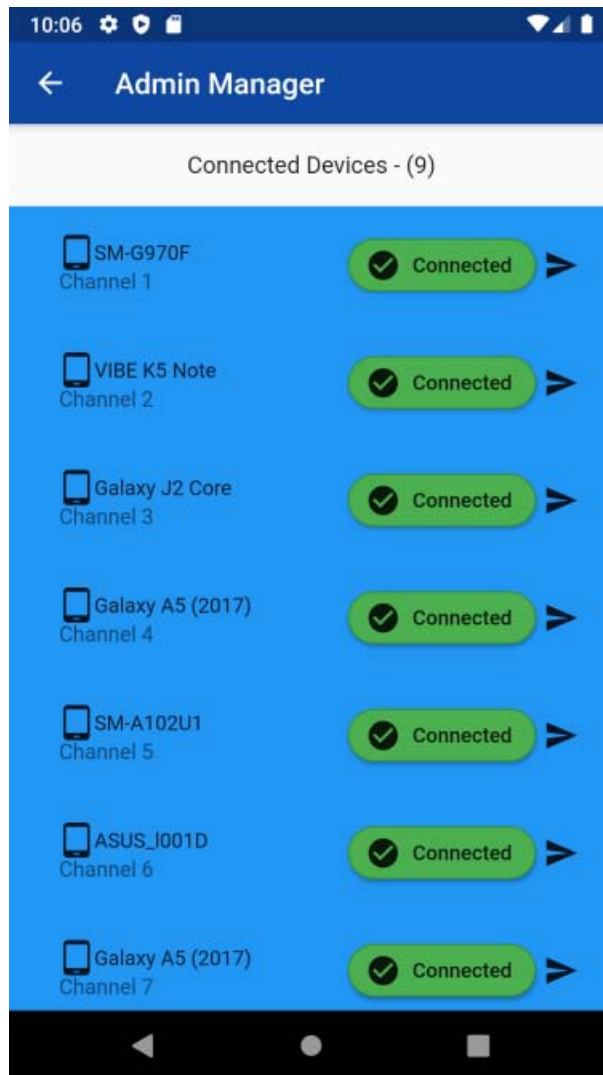 10:06
Admin Manager
Connected Devices - (9)
SM-G970F
Channel 1
Connected
VIBE K5 Note
Channel 2
Connected
Galaxy J2 Core
Channel 3
Connected
Galaxy A5 (2017)
Channel 4
Connected
SM-A102U1
Channel 5
Connected
ASUS_I001D
Channel 6
Connected
Galaxy A5 (2017)
Channel 7
Connected